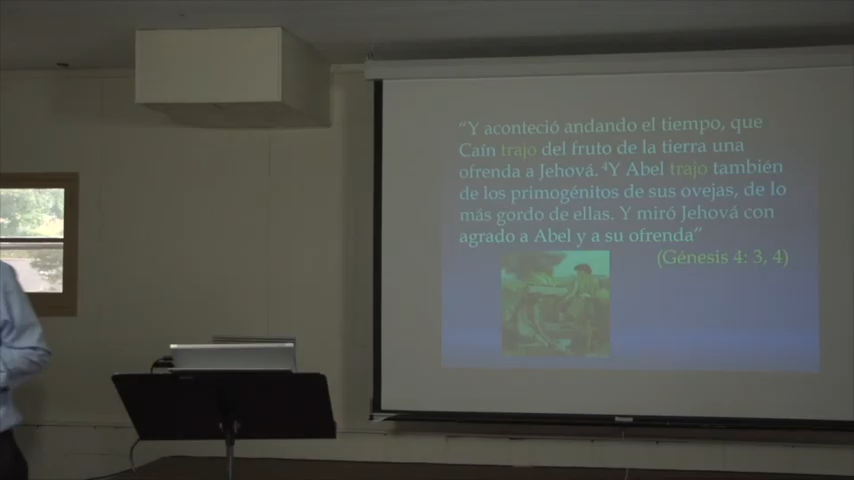 “Y aconteció andando el tiempo, que
Caín trajo del fruto de la tierra una
ofrenda a Jehová. ⁴Y Abel trajo también
de los primogénitos de sus ovejas, de lo
más gordo de ellas. Y miró Jehová con
agrado a Abel y a su ofrenda”
(Génesis 4: 3, 4)